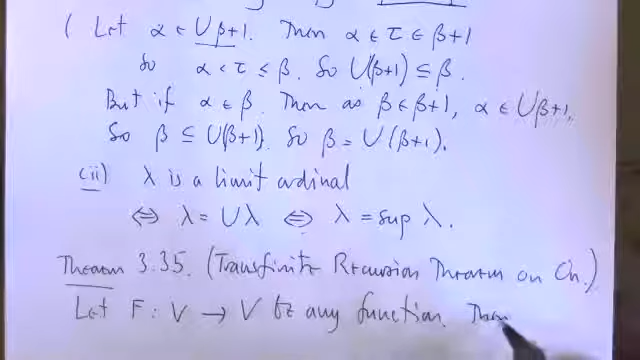 ( Let α ∈ ∪β+1. Then α ∈ τ ∈ β+1
so α < τ ≤ β. So ∪(β+1) ⊆ β.
But if α ∈ β. Then as β ∈ β+1, α ∈ ∪β+1.
So β ⊆ ∪(β+1). So β = ∪(β+1).
(ii) λ is a limit ordinal
⇔ λ = ∪λ ⇔ λ = sup λ.
Theorem 3.35. (Transfinite Recursion Theorem on On.)
Let F : V → V be any function. Then